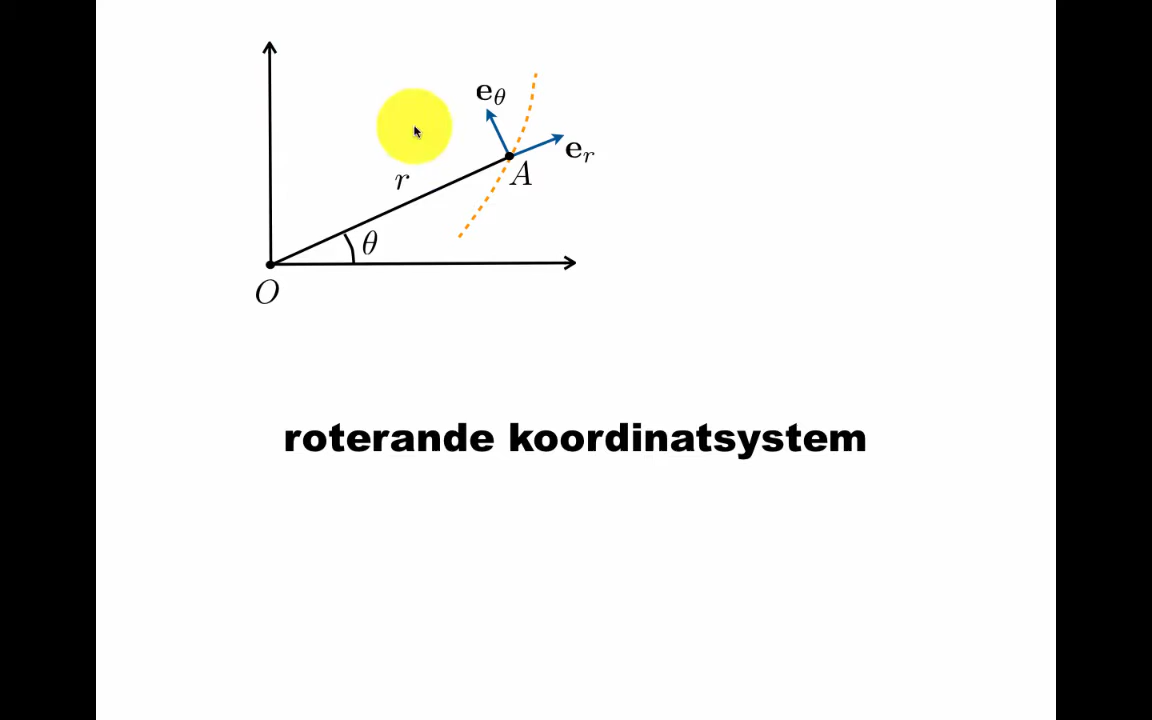 e_θ
e_r
A
r
θ
O
roterande koordinatsystem